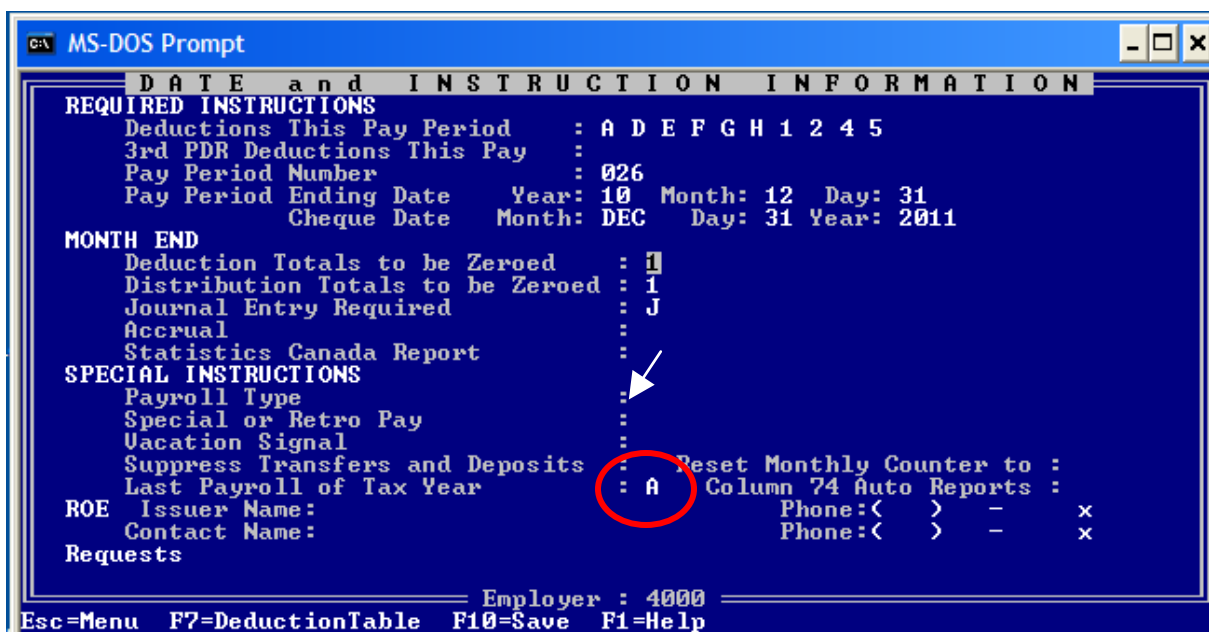 MS-DOS Prompt
DATE and INSTRUCTION INFORMATION
REQUIRED INSTRUCTIONS
Deductions This Pay Period : A D E F G H 1 2 4 5
3rd PDR Deductions This Pay :
Pay Period Number : 026
Pay Period Ending Date Year: 10 Month: 12 Day: 31
Cheque Date Month: DEC Day: 31 Year: 2011
MONTH END
Deduction Totals to be Zeroed : 1
Distribution Totals to be Zeroed : 1
Journal Entry Required : J
Accrual :
Statistics Canada Report :
SPECIAL INSTRUCTIONS
Payroll Type :
Special or Retro Pay :
Vacation Signal :
Suppress Transfers and Deposits : Reset Monthly Counter to :
Last Payroll of Tax Year : A Column 74 Auto Reports :
ROE Issuer Name: Phone:( ) - x
Contact Name: Phone:( ) - x
Requests
Employer : 4000
Esc=Menu F7=DeductionTable F10=Save F1=Help